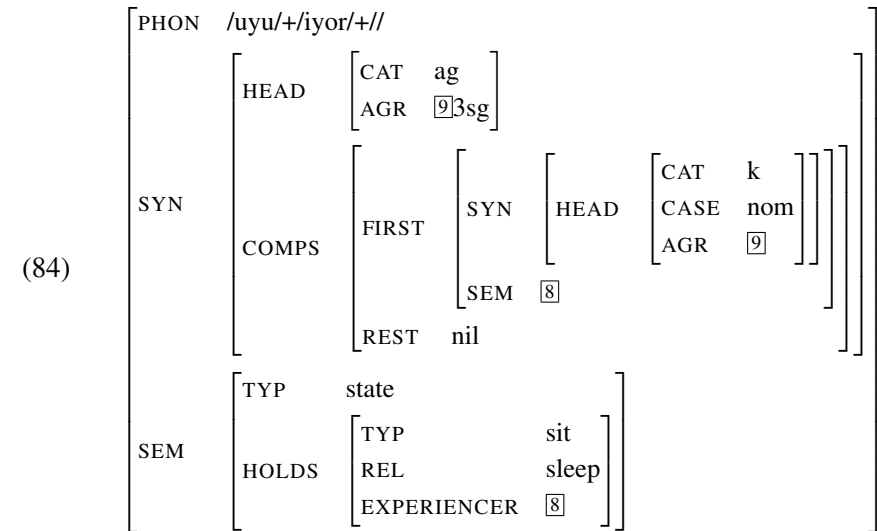 PHON /uyu/+/iyor/+//
CAT ag
HEAD
AGR 9 3sg
CAT k
SYN HEAD CASE nom
SYN FIRST
AGR 9
COMPS
(84)
SEM 8
REST nil
TYP state
TYP sit
SEM
HOLDS REL sleep
EXPERIENCER 8